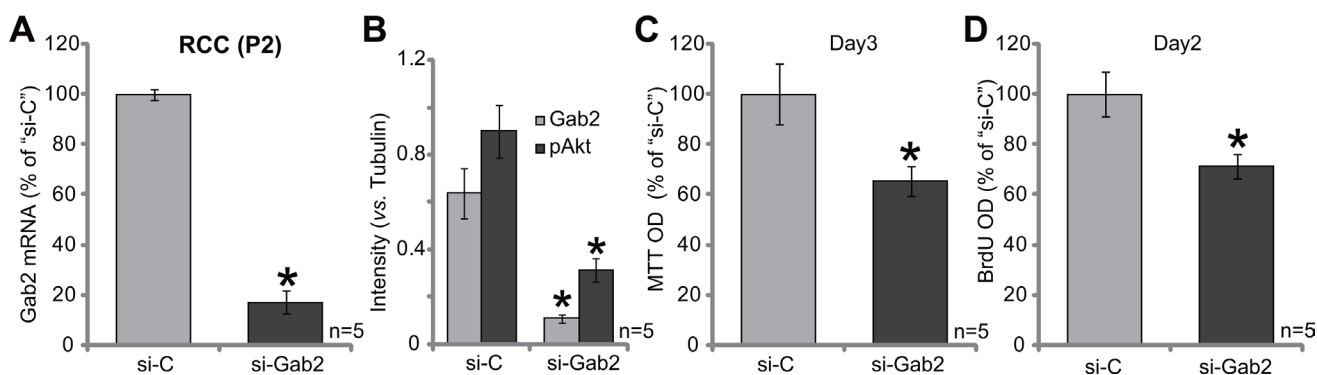 A
RCC (P2)
Gab2 mRNA (% of "si-C")
120
100
80
60
40
20
0
*
n=5
si-C
si-Gab2
B
Intensity (vs. Tubulin)
1.2
0.8
0.4
0
Gab2
pAkt
*
*
n=5
si-C
si-Gab2
C
Day3
MTT OD (% of "si-C")
120
100
80
60
40
20
0
*
n=5
si-C
si-Gab2
D
Day2
BrdU OD (% of "si-C")
120
100
80
60
40
20
0
*
n=5
si-C
si-Gab2